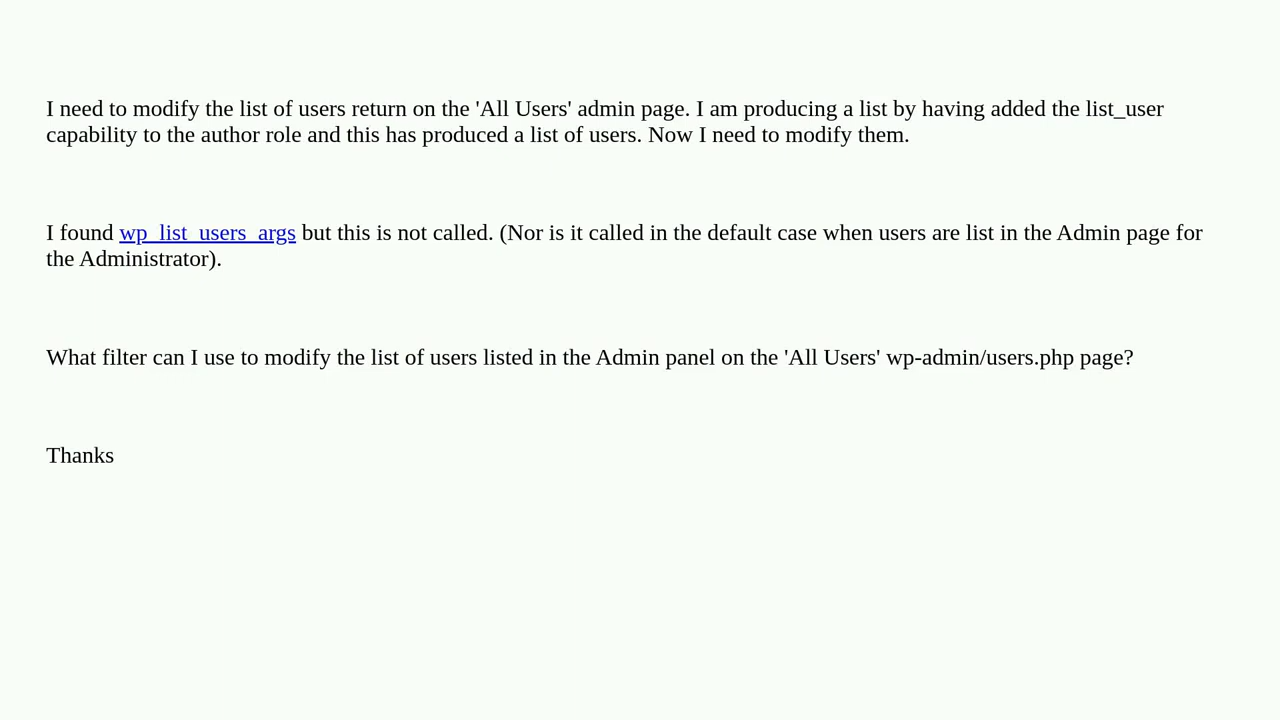 I need to modify the list of users return on the 'All Users' admin page. I am producing a list by having added the list_user
capability to the author role and this has produced a list of users. Now I need to modify them.
I found wp_list_users_args but this is not called. (Nor is it called in the default case when users are list in the Admin page for
the Administrator).
What filter can I use to modify the list of users listed in the Admin panel on the 'All Users' wp-admin/users.php page?
Thanks